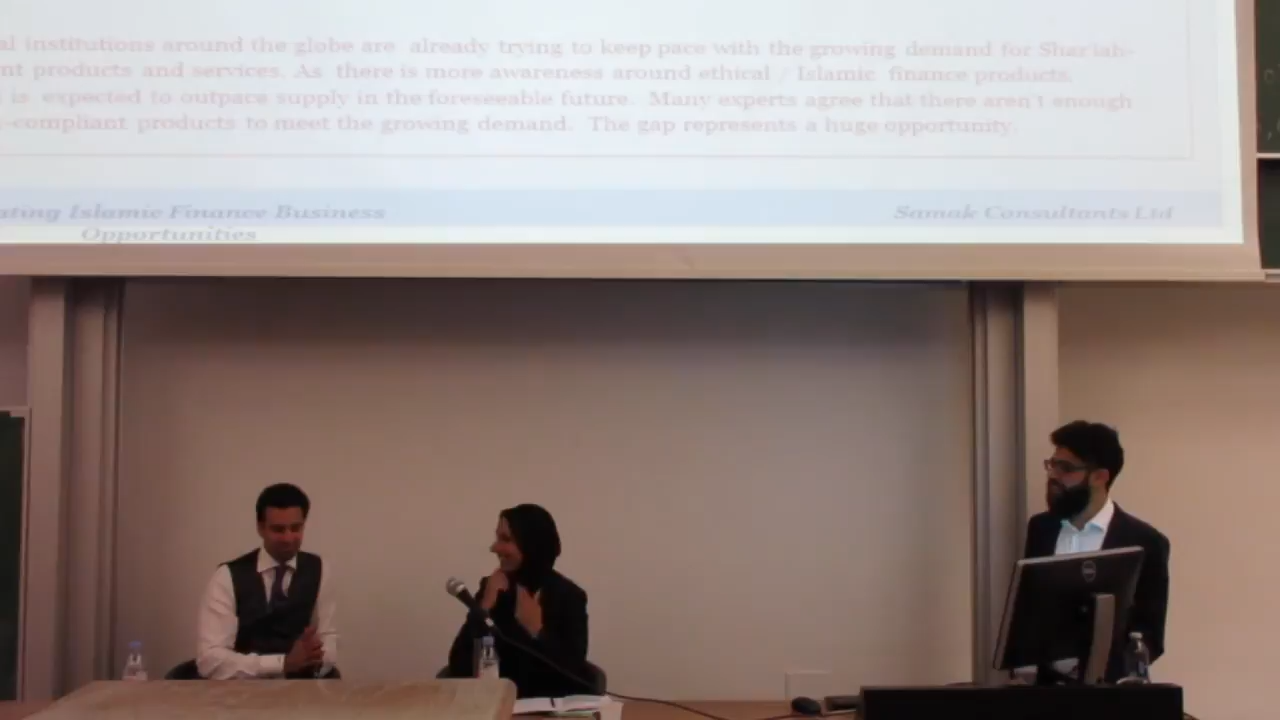 al institutions around the globe are already trying to keep pace with the growing demand for Shariah-
nt products and services. As there is more awareness around ethical / Islamic finance products,
is expected to outpace supply in the foreseeable future. Many experts agree that there aren't enough
-compliant products to meet the growing demand. The gap represents a huge opportunity.
ating Islamic Finance Business
Opportunities
Samak Consultants Ltd
DELL